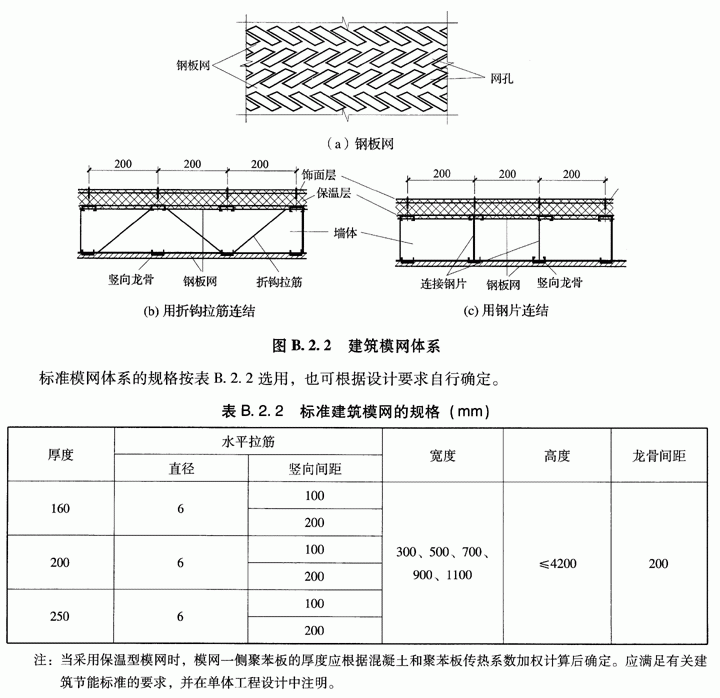 钢板网
网孔
（a）钢板网
200 200 200
200 200 200
饰面层
保温层
墙体
竖向龙骨 钢板网 折钩拉筋
连接钢片 钢板网 竖向龙骨
(b) 用折钩拉筋连结
(c) 用钢片连结
图 B.2.2 建筑模网体系
标准模网体系的规格按表 B.2.2 选用，也可根据设计要求自行确定。
表 B.2.2 标准建筑模网的规格（mm）
厚度 水平拉筋 宽度 高度 龙骨间距
直径 竖向间距
160 6 100
200
200 6 100
200
250 6 100
200
300、500、700、
900、1100
≤4200
200
注：当采用保温型模网时，模网一侧聚苯板的厚度应根据混凝土和聚苯板传热系数加权计算后确定。应满足有关建
筑节能标准的要求，并在单体工程设计中注明。